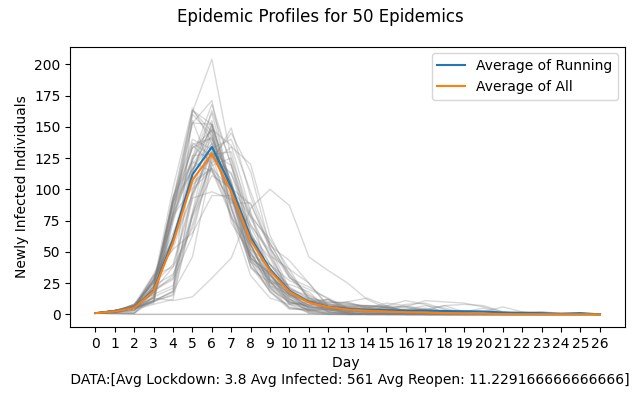 Epidemic Profiles for 50 Epidemics
Average of Running
Average of All
Newly Infected Individuals
200
175
150
125
100
75
50
25
0
0 1 2 3 4 5 6 7 8 9 10 11 12 13 14 15 16 17 18 19 20 21 22 23 24 25 26
Day
DATA:[Avg Lockdown: 3.8 Avg Infected: 561 Avg Reopen: 11.229166666666666]